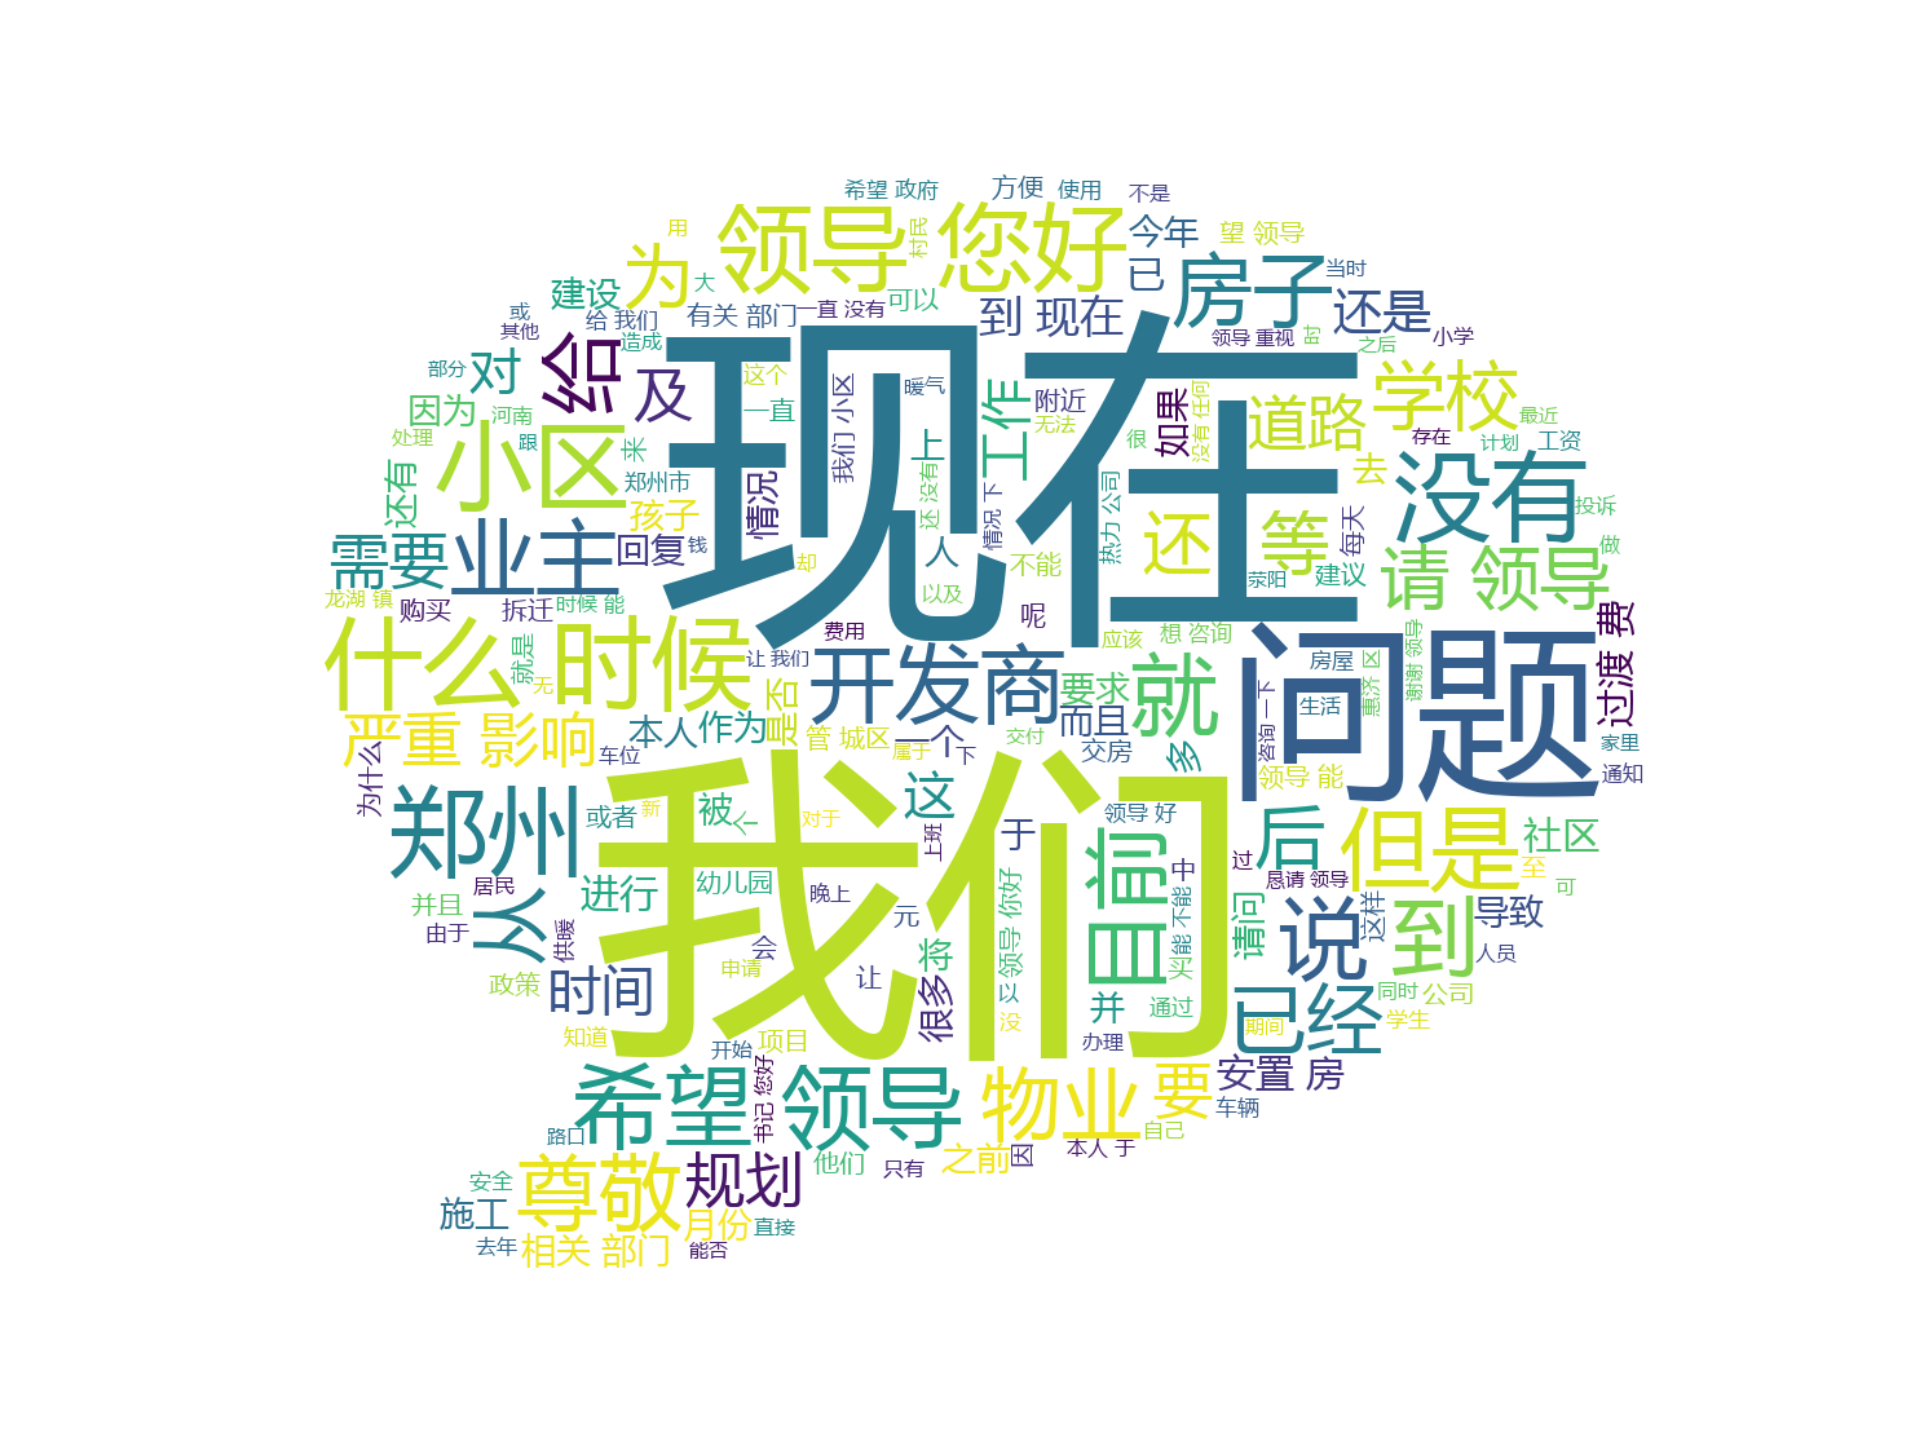 希望 政府
方便
使用
不是
用
村民
领导 您好
今年
望 领导
为
已
房子
当时
大
建设
或
其他
给 我们
有关 部门
一直 没有
可以
到 现在
还是
造成
领导 重视
时
之后
小学
部分
对
给
及
这个
现在
暖气
我们 小区
工作
附近
无法
如果
没有 任何
道路
学校
最近
因为
河南
跟
处理
一直
上
很
存在
计划
工资
小区
来
还有
郑州市
情况
还 没有
情况 下
热力 公司
去
没有
投诉
孩子
还
等
每天
需要
业主
回复
钱
却
人
不能
荥阳
建议
请 领导
做
龙湖 镇
购买
拆迁
时候 能
以及
呢
费用
应该
想 咨询
过渡 费
什么 时候
就是
无
让 我们
开发商
要求
就
问题
房屋
惠济 区
谢谢 领导
生活
咨询 一下
严重 影响
车位
本人
作为
是否
管 城区
属于
一个
下
交付
而且
交房
多
领导 能
家里
通知
为什么
郑州
或者
新
被
个
对于
这
上班
于
领导 好
目前
中
过
后
恳请 领导
但是
社区
至
可
我们
居民
从
进行
幼儿园
晚上
元
以 领导 你好
能 不能
请问
说
这样
到
导致
并且
由于
供暖
会
将
买
人员
政策
时间
申请
让
很多
没
并
通过
已经
期间
同时
公司
学生
知道
开始
项目
办理
希望 领导
书记 您好
物业
要
安置 房
车辆
路口
自己
尊敬
规划
他们
只有
之前
因
本人 于
安全
施工
月份
直接
去年
相关 部门
能否